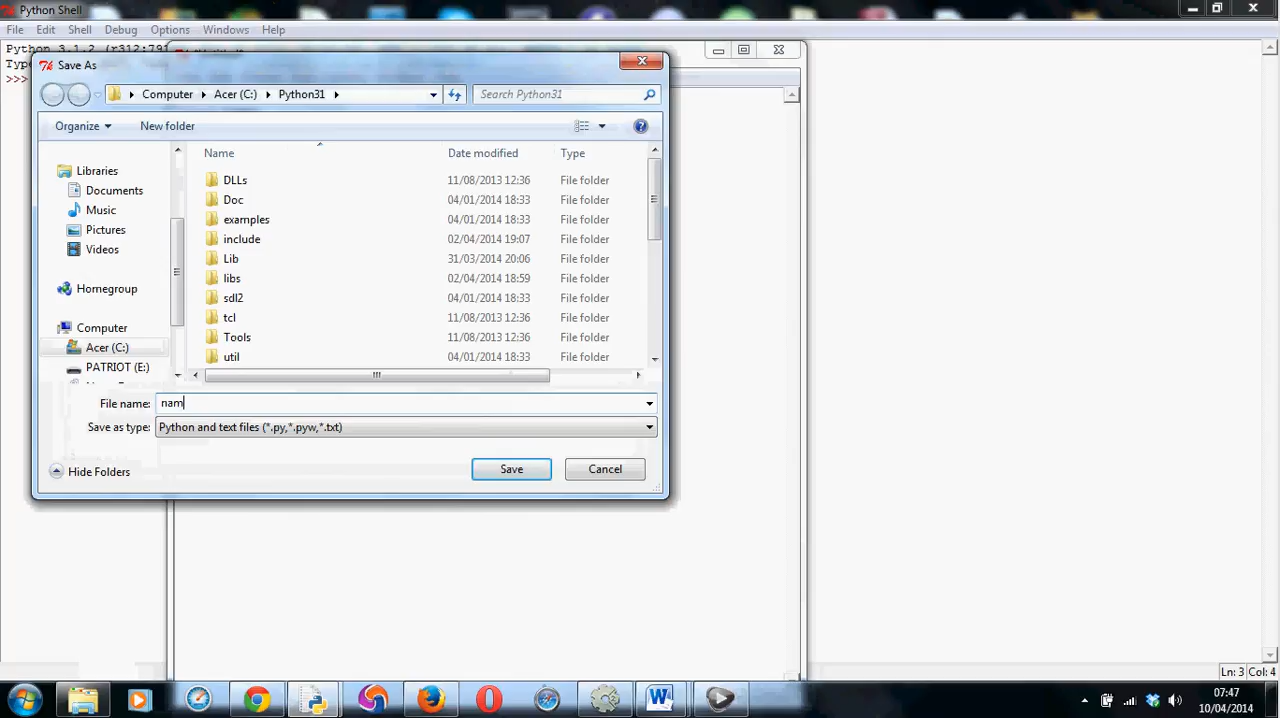 Python Shell
File Edit Shell Debug Options Windows Help
Python 3.1.2 (r312:791
Typ
>>>
Save As
Computer Acer (C:) Python31
Search Python31
Organize New folder
Name Date modified Type
Libraries
Documents
Music
Pictures
Videos
Homegroup
Computer
Acer (C:)
PATRIOT (E:)
DLLs 11/08/2013 12:36 File folder
Doc 04/01/2014 18:33 File folder
examples 04/01/2014 18:33 File folder
include 02/04/2014 19:07 File folder
Lib 31/03/2014 20:06 File folder
libs 02/04/2014 18:59 File folder
sdl2 04/01/2014 18:33 File folder
tcl 11/08/2013 12:36 File folder
Tools 11/08/2013 12:36 File folder
util 04/01/2014 18:33 File folder
File name: nam
Save as type: Python and text files (*.py,*.pyw,*.txt)
Hide Folders Save Cancel
Ln: 3 Col: 4
07:47
10/04/2014